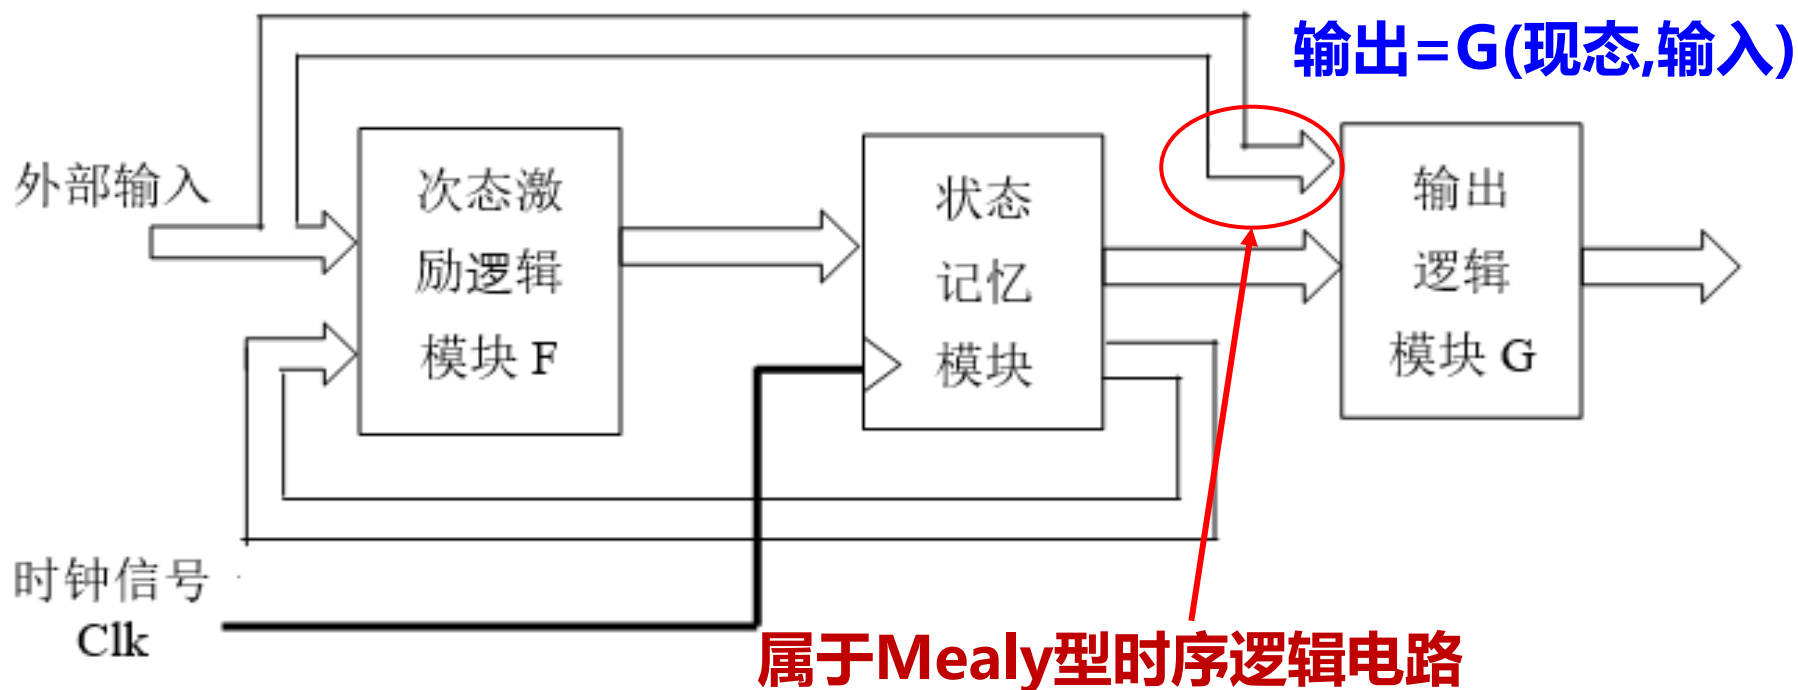 输出=G(现态,输入)
外部输入
次态激
励逻辑
模块 F
状态
记忆
模块
输出
逻辑
模块 G
时钟信号
Clk
属于Mealy型时序逻辑电路